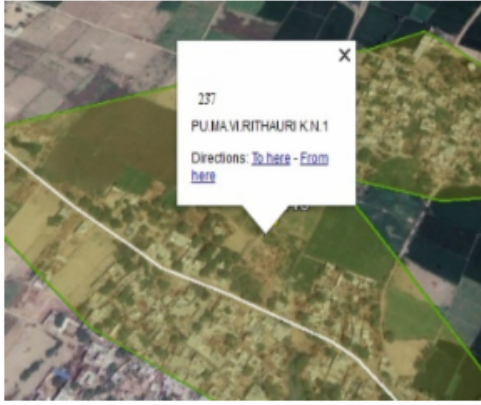 237
PU.MA.VI.RITHAURI K.N.1
Directions: To here - From
here